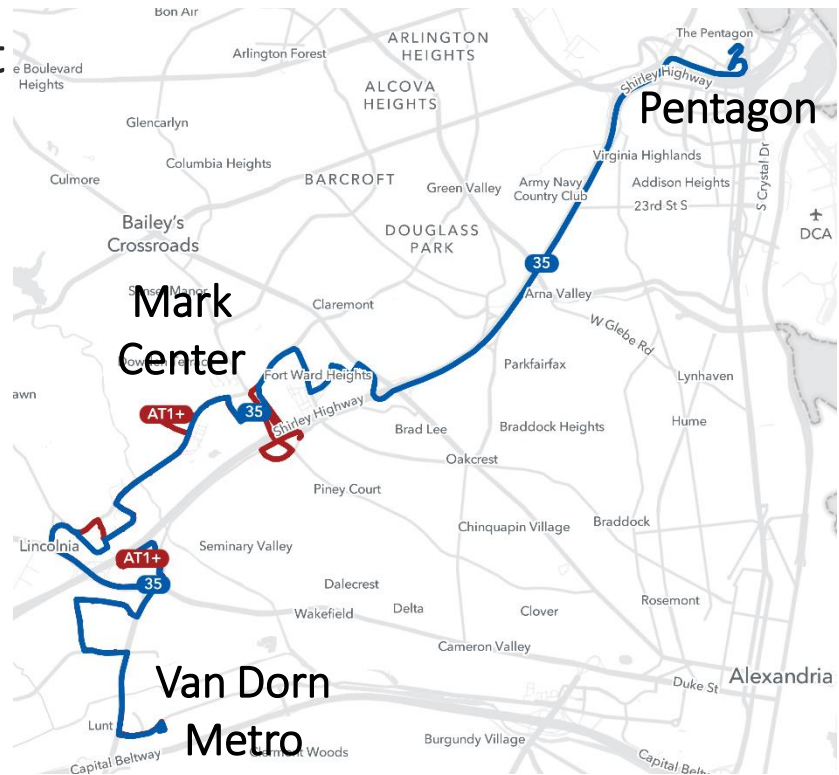 Bon Air
The Pentagon
ARLINGTON
HEIGHTS
t
Arlington Forest
e Boulevard
Heights
Shirley Highway
ALCOVA
HEIGHTS
Pentagon
Glencarlyn
Virginia Highlands
Columbia Heights
S Crystal Dr
Culmore
BARCROFT
Green Valley
Army Navy
Country Club
Addison Heights
23rd St S
Bailey's
Crossroads
DOUGLASS
PARK
DCA
35
Mark
Center
Claremont
Arna Valley
W Glebe Rd
Fort Ward Heights
Parkfairfax
Lynhaven
awn
AT1+
35
Shirley Highway
Brad Lee
Braddock Heights
Hume
Oakcrest
Piney Court
Chinquapin Village
Braddock
Lincolnia
Seminary Valley
AT1+
35
Dalecrest
Wakefield
Delta
Clover
Rosemont
Cameron Valley
Van Dorn
Metro
Duke St
Alexandria
Lunt
Capital Beltway
Woods
Burgundy Village
Capital Beltway